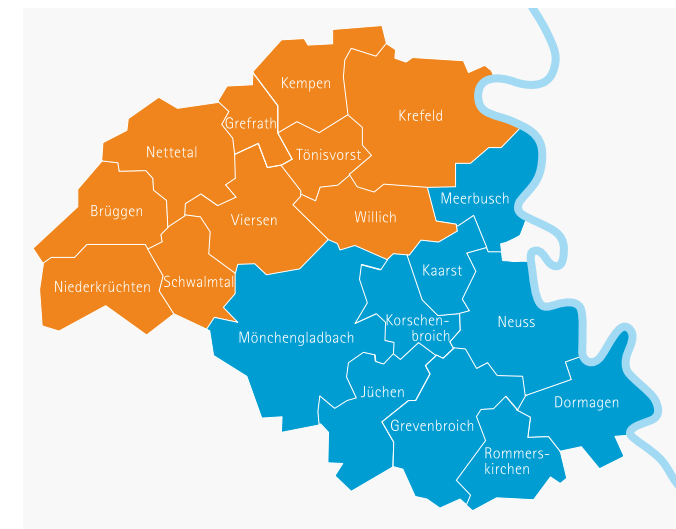 Kempen
Krefeld
Grefrath
Nettetal
Tönisvorst
Meerbusch
Brüggen
Viersen
Willich
Kaarst
Schwalmtal
Niederkrüchten
Korschen-
broich
Neuss
Mönchengladbach
Jüchen
Dormagen
Grevenbroich
Rommers-
kirchen